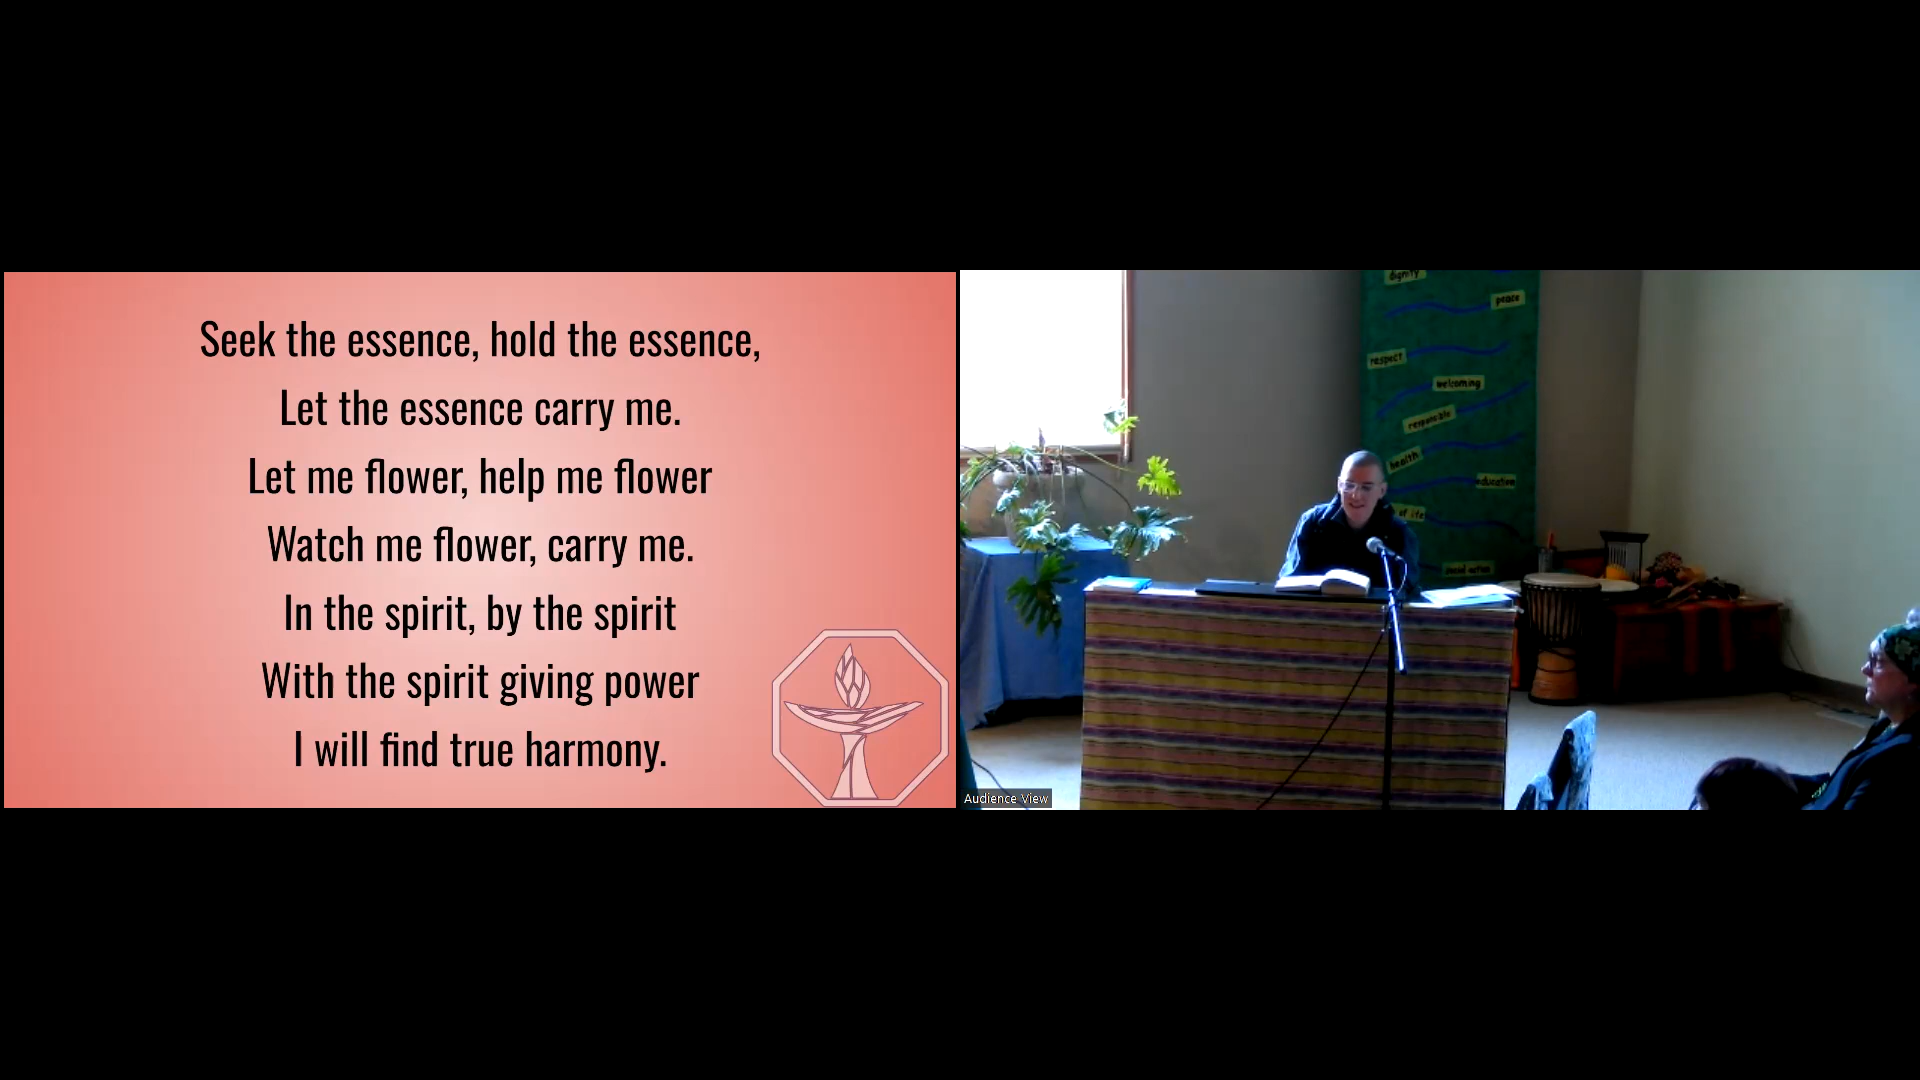 Seek the essence, hold the essence,
Let the essence carry me.
Let me flower, help me flower
Watch me flower, carry me.
In the spirit, by the spirit
With the spirit giving power
I will find true harmony.
dignity
peace
respect
welcoming
responsible
health
education
of life
social action
Audience View